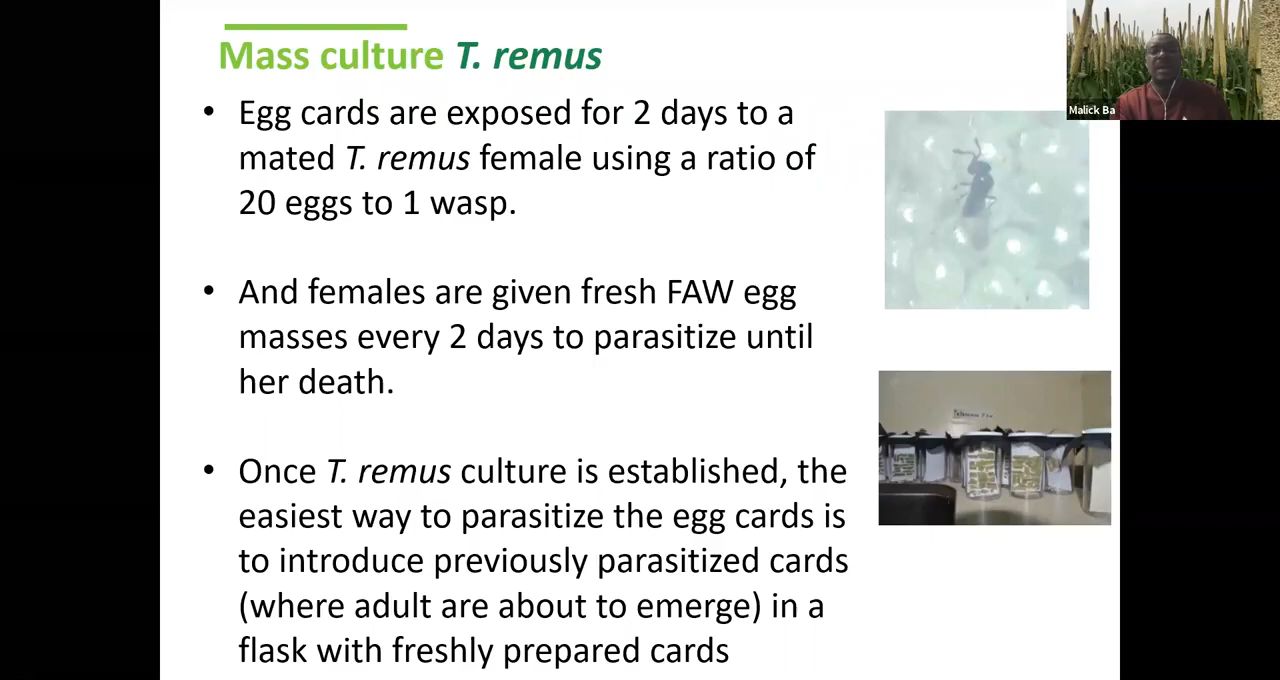 Mass culture T. remus
• Egg cards are exposed for 2 days to a
mated T. remus female using a ratio of
20 eggs to 1 wasp.
• And females are given fresh FAW egg
masses every 2 days to parasitize until
her death.
• Once T. remus culture is established, the
easiest way to parasitize the egg cards is
to introduce previously parasitized cards
(where adult are about to emerge) in a
flask with freshly prepared cards
Malick Ba